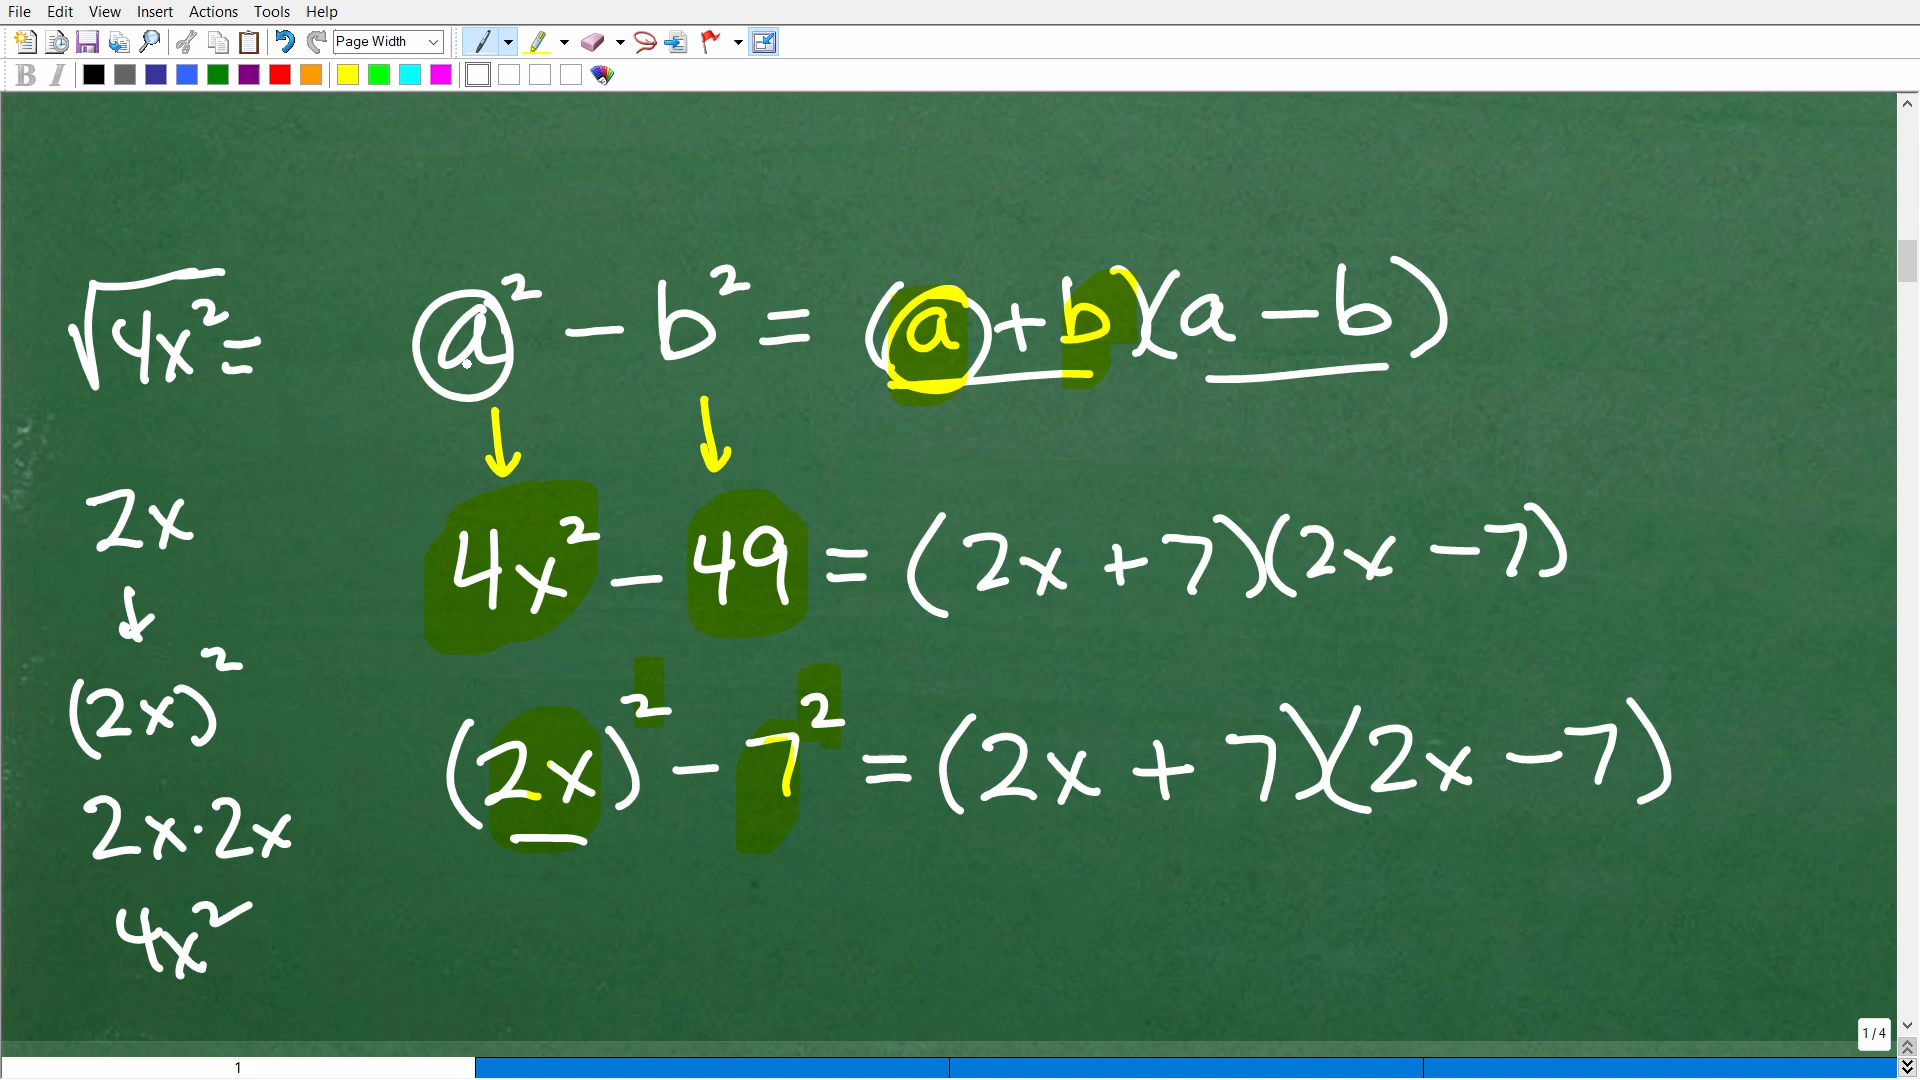 File Edit View Insert Actions Tools Help
Page Width
B I
√4x² =
a² − b² = (a + b)(a − b)
2x
4x² − 49 = (2x + 7)(2x − 7)
(2x)²
(2x)² − 7² = (2x + 7)(2x − 7)
2x · 2x
4x²
1 / 4
1